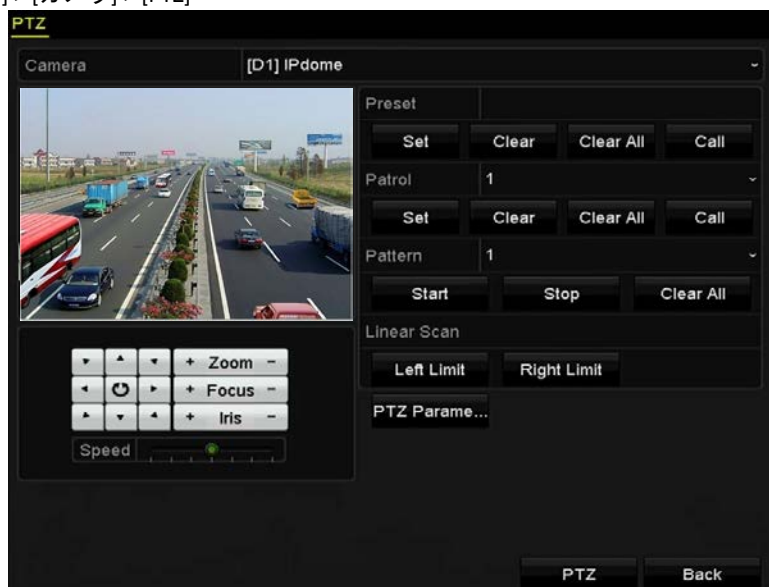 PTZ
Camera [D1] IPdome
Preset
Set Clear Clear All Call
Patrol 1
Set Clear Clear All Call
Pattern 1
Start Stop Clear All
Linear Scan
Left Limit Right Limit
PTZ Parame...
+ Zoom -
+ Focus -
+ Iris -
Speed
PTZ Back